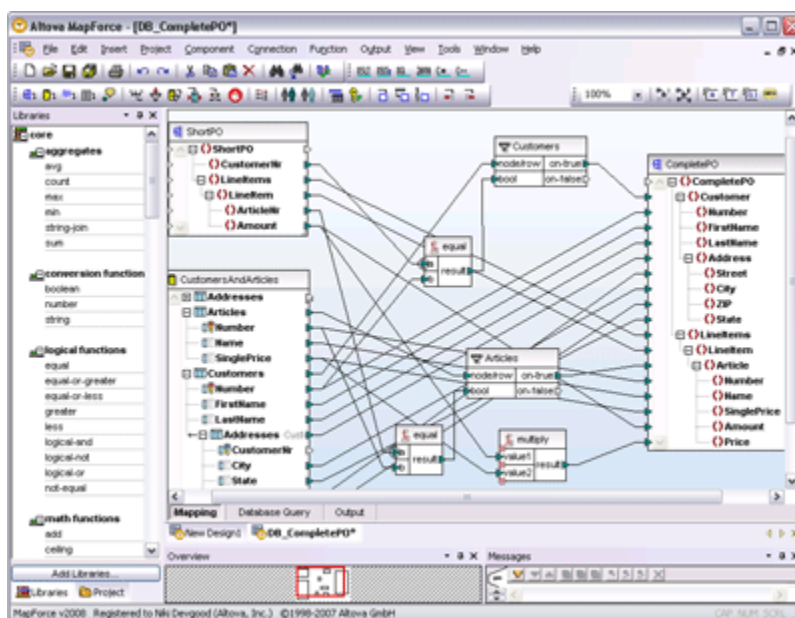 Altova MapForce - [DB_CompletePO*]
File Edit Insert Project Component Connection Function Output View Tools Window Help
100%
Libraries
core
aggregates
avg
count
max
min
string-join
sum
conversion function
boolean
number
string
logical functions
equal
equal-or-greater
equal-or-less
greater
less
logical-and
logical-not
logical-or
not-equal
math functions
add
ceiling
Add Libraries...
Libraries Project
ShortPO
ShortPO
CustomerNr
LineItems
LineItem
ArticleNr
Amount
CustomersAndArticles
Addresses
Articles
Number
Name
SinglePrice
Customers
Number
FirstName
LastName
Addresses
CustomerNr
City
State
Customers
node/row on-true
bool on-false
equal
a
b
result
Articles
node/row on-true
bool on-false
equal
a
b
result
multiply
value1
value2
result
CompletePO
CompletePO
Customer
Number
FirstName
LastName
Address
Street
City
ZIP
State
LineItems
LineItem
Article
Number
Name
SinglePrice
Amount
Price
Mapping Database Query Output
New Design1 DB_CompletePO*
Overview
Messages
MapForce v2008 Registered to Niki Devgood (Altova, Inc.) ©1998-2007 Altova GmbH
CAP NUM SCRL